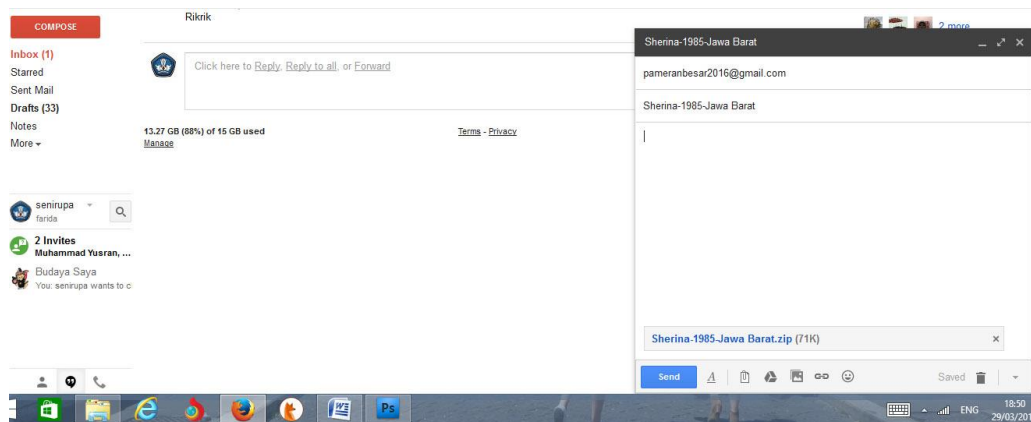 Rikrik
2 more
COMPOSE
Inbox (1)
Starred
Sent Mail
Drafts (33)
Notes
More
Click here to Reply, Reply to all, or Forward
13.27 GB (88%) of 15 GB used
Manage
Terms - Privacy
senirupa
farida
2 Invites
Muhammad Yusran, ...
Budaya Saya
You: senirupa wants to c
Sherina-1985-Jawa Barat
pameranbesar2016@gmail.com
Sherina-1985-Jawa Barat
Sherina-1985-Jawa Barat.zip (71K)
Send
Saved
Ps
ENG
18:50
29/03/201